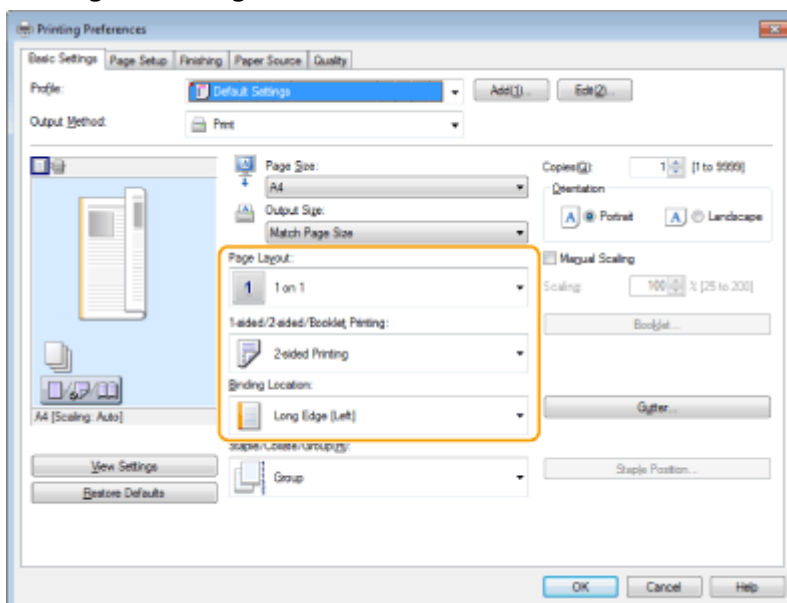 Printing Preferences
Basic Settings Page Setup Finishing Paper Source Quality
Profile: Default Settings Add(1)... Edit(2)...
Output Method: Print
Page Size: Copies(Q): 1 [1 to 9999]
A4 Orientation
Output Size: A Portrait A Landscape
Match Page Size
Page Layout: Manual Scaling
1 1 on 1 Scaling: 100 % [25 to 200]
1-sided/2-sided/Booklet Printing: Booklet...
2-sided Printing
Binding Location:
A4 [Scaling: Auto] Long Edge (Left) Gutter...
Staple/Collate/Group(R):
View Settings Group Staple Position...
Restore Defaults
OK Cancel Help